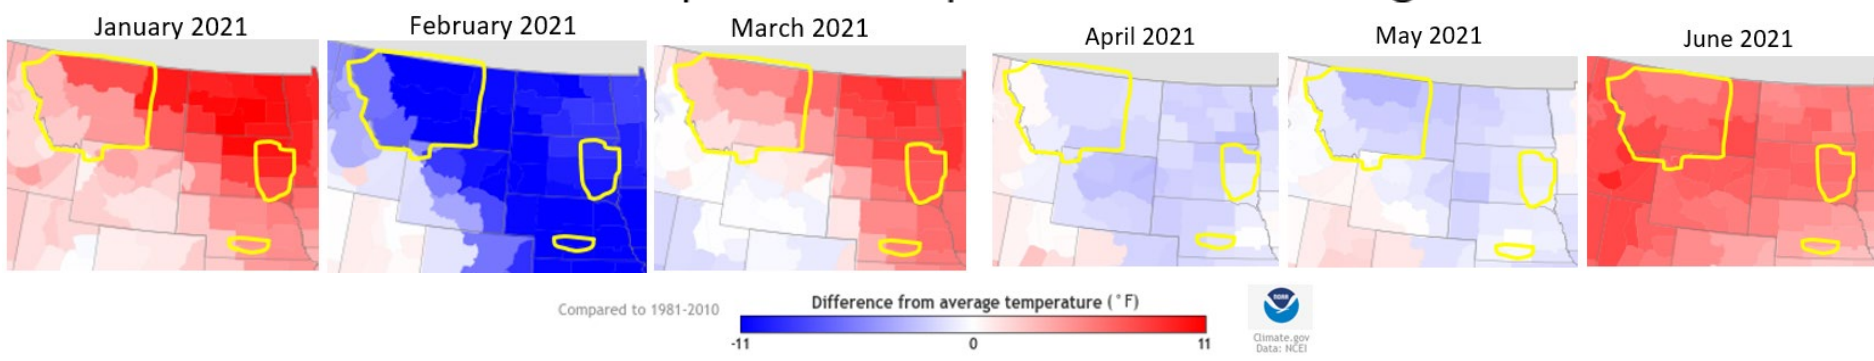 January 2021
February 2021
March 2021
April 2021
May 2021
June 2021
Compared to 1981-2010
Difference from average temperature (°F)
-11
0
11
NOAA
Climate.gov
Data: NCEI